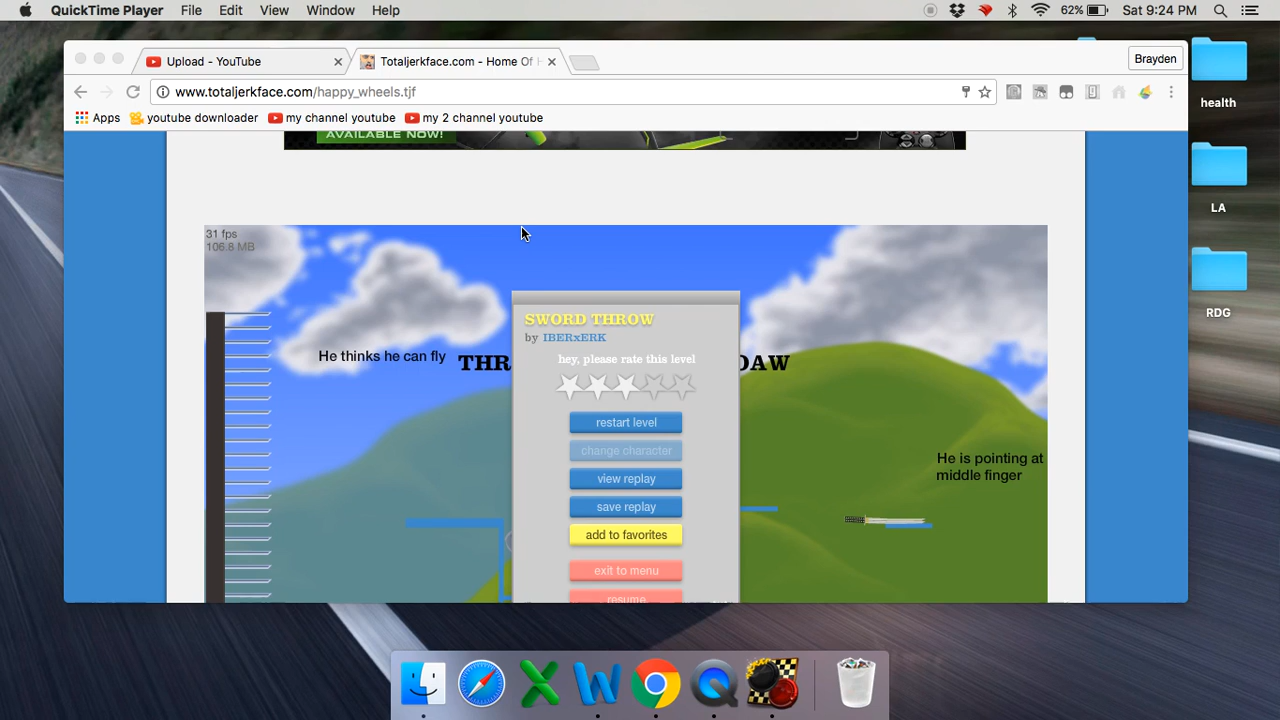 QuickTime Player File Edit View Window Help 62% Sat 9:24 PM
Upload - YouTube Totaljerkface.com - Home Of Brayden
www.totaljerkface.com/happy_wheels.tjf
Apps youtube downloader my channel youtube my 2 channel youtube
health
AVAILABLE NOW!
LA
31 fps
106.8 MB
RDG
SWORD THROW
by IBERxERK
hey, please rate this level
He thinks he can fly
THR
restart level
change character
He is pointing at
middle finger
view replay
save replay
add to favorites
exit to menu
resume